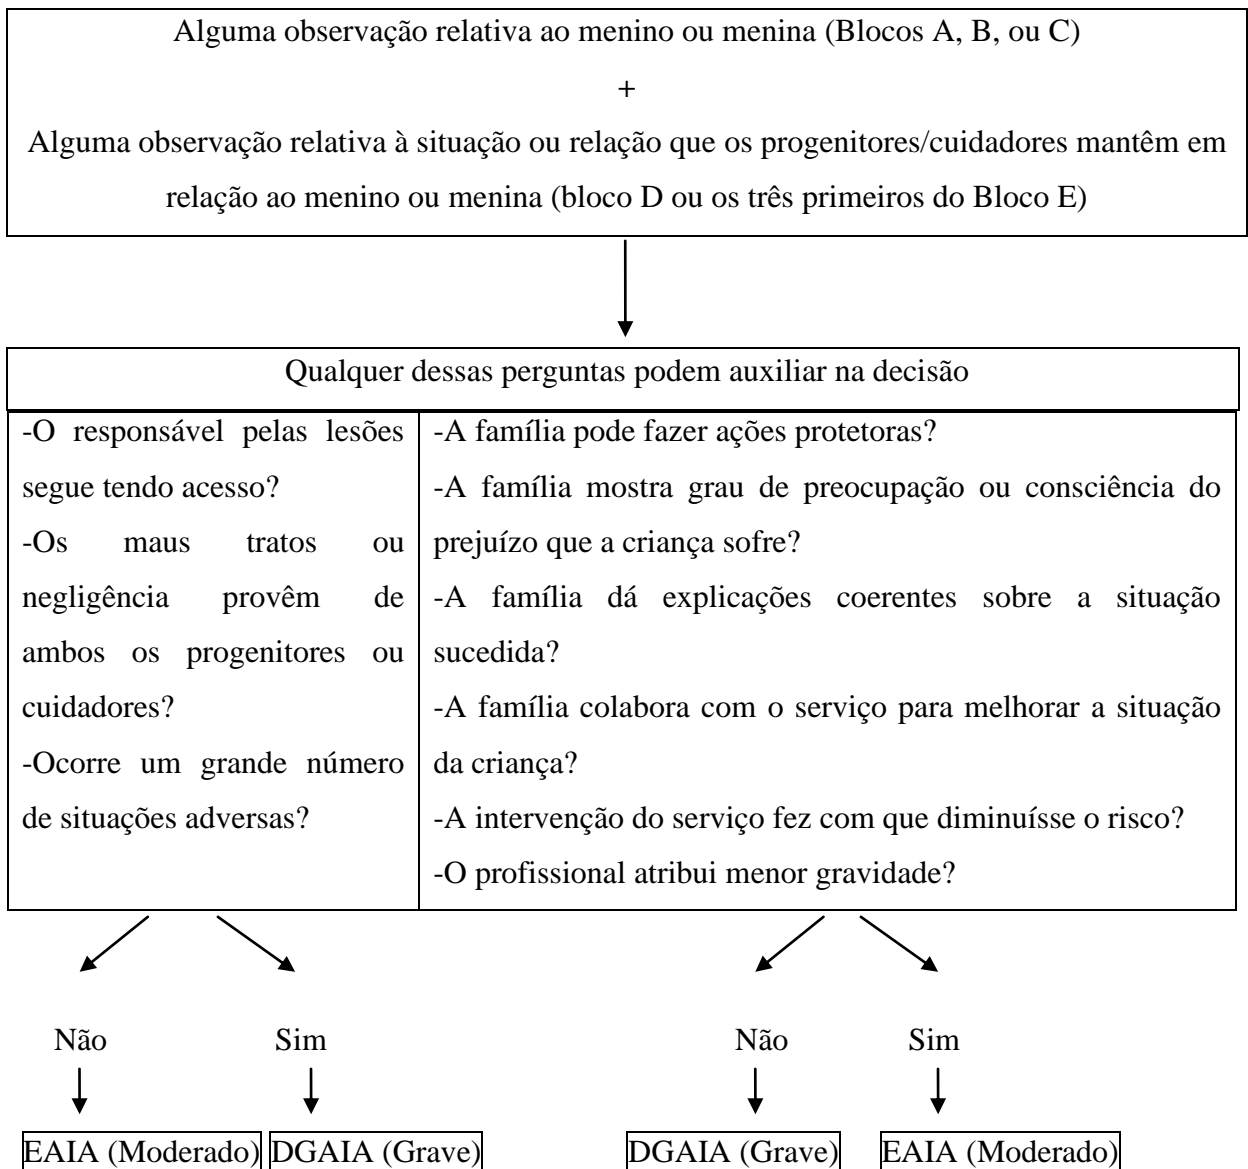 Alguma observação relativa ao menino ou menina (Blocos A, B, ou C)
+
Alguma observação relativa à situação ou relação que os progenitores/cuidadores mantêm em
relação ao menino ou menina (bloco D ou os três primeiros do Bloco E)
Qualquer dessas perguntas podem auxiliar na decisão
-O responsável pelas lesões
segue tendo acesso?
-Os maus tratos ou
negligência provêm de
ambos os progenitores ou
cuidadores?
-Ocorre um grande número
de situações adversas?
-A família pode fazer ações protetoras?
-A família mostra grau de preocupação ou consciência do
prejuízo que a criança sofre?
-A família dá explicações coerentes sobre a situação
sucedida?
-A família colabora com o serviço para melhorar a situação
da criança?
-A intervenção do serviço fez com que diminuísse o risco?
-O profissional atribui menor gravidade?
Não
Sim
Não
Sim
EAIA (Moderado)
DGAIA (Grave)
DGAIA (Grave)
EAIA (Moderado)